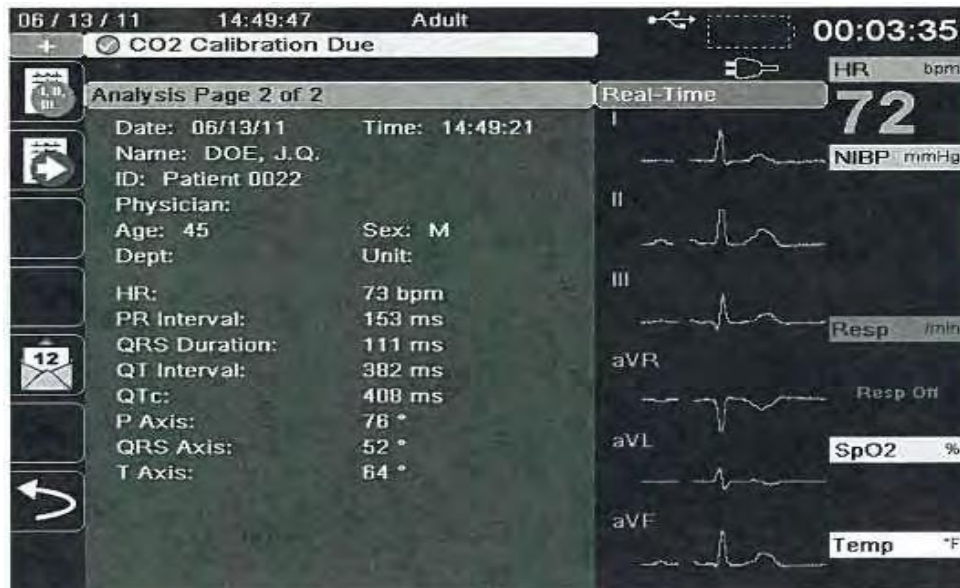 06 / 13 / 11 14:49:47 Adult 00:03:35
CO2 Calibration Due
HR bpm
72
I, II, III
Analysis Page 2 of 2
Date: 06/13/11 Time: 14:49:21
Name: DOE, J.Q.
ID: Patient 0022
Physician:
Age: 45 Sex: M
Dept: Unit:
HR: 73 bpm
PR Interval: 153 ms
QRS Duration: 111 ms
QT Interval: 382 ms
QTc: 408 ms
P Axis: 76 °
QRS Axis: 52 °
T Axis: 64 °
12
Real-Time
I
II
III
aVR
aVL
aVF
NIBP mmHg
Resp /min
Resp Off
SpO2 %
Temp °F